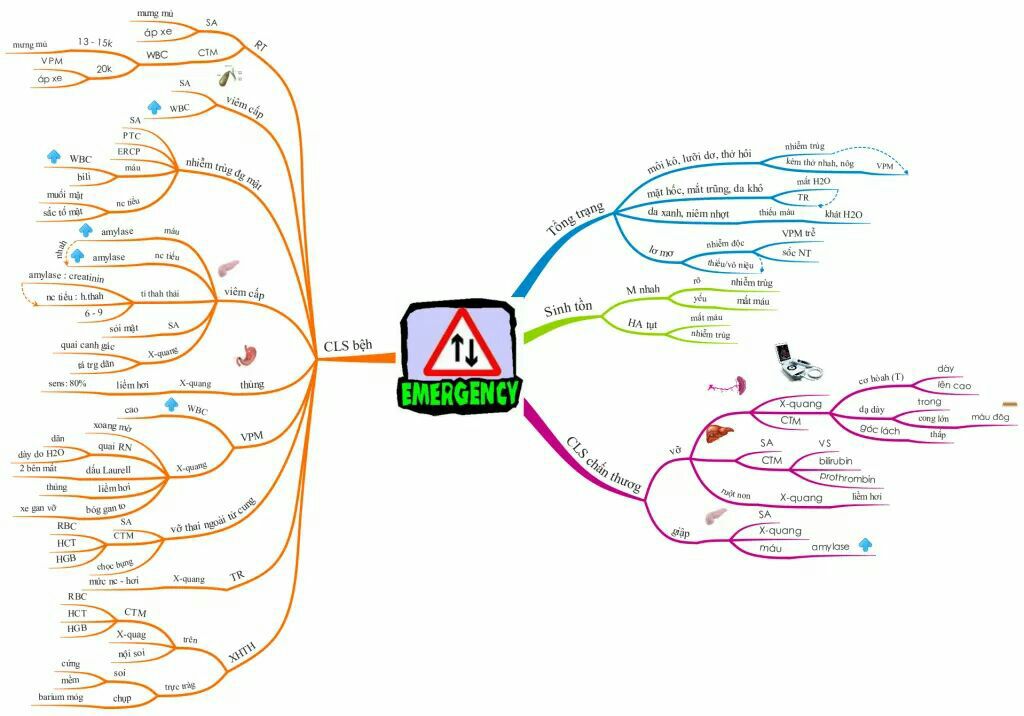 EMERGENCY
Tổng trạng
môi kô, lưỡi dơ, thở hôi
nhiễm trùg
kèm thở nhah, nôg
VPM
mặt hốc, mắt trũng, da khô
mất H2O
TR
da xanh, niêm nhợt
thiếu máu
khát H2O
lơ mơ
nhiễm độc
VPM trễ
sốc NT
thiểu/vô niệu
Sinh tồn
M nhah
rõ
nhiễm trùg
yếu
mất máu
HA tụt
mất máu
nhiễm trùg
CLS chấn thương
vỡ
X-quang
cơ hòah (T)
dày
lên cao
dạ dày
trong
cong lớn
màu đôg
góc lách
thấp
CTM
SA
CTM
VS
bilirubin
prothrombin
ruột non
X-quang
liềm hơi
giập
SA
X-quang
máu
amylase
CLS bệh
RT
SA
mưng mủ
áp xe
CTM
WBC
13 - 15k
mưng mủ
20k
VPM
áp xe
viêm cấp
SA
WBC
nhiễm trùg đg mật
SA
PTC
ERCP
máu
WBC
bili
nc tiểu
muối mật
sắc tố mật
viêm cấp
máu
amylase
nhah
nc tiểu
amylase
ti thah thải
amylase : creatinin
nc tiểu : h.thah
6 - 9
SA
sỏi mật
X-quang
quai canh gác
tá trg dãn
thủng
X-quang
liềm hơi
sens: 80%
VPM
WBC
cao
X-quang
xoang mờ
quai RN
dãn
dày do H2O
dấu Laurell
2 bên mất
liềm hơi
thủng
bóg gan to
xe gan vỡ
vỡ thai ngoài tử cung
SA
CTM
RBC
HCT
HGB
chọc bụng
TR
X-quang
mức nc - hơi
XHTH
trên
CTM
RBC
HCT
HGB
X-quag
nội soi
trực tràg
soi
cứng
mềm
chụp
barium móg